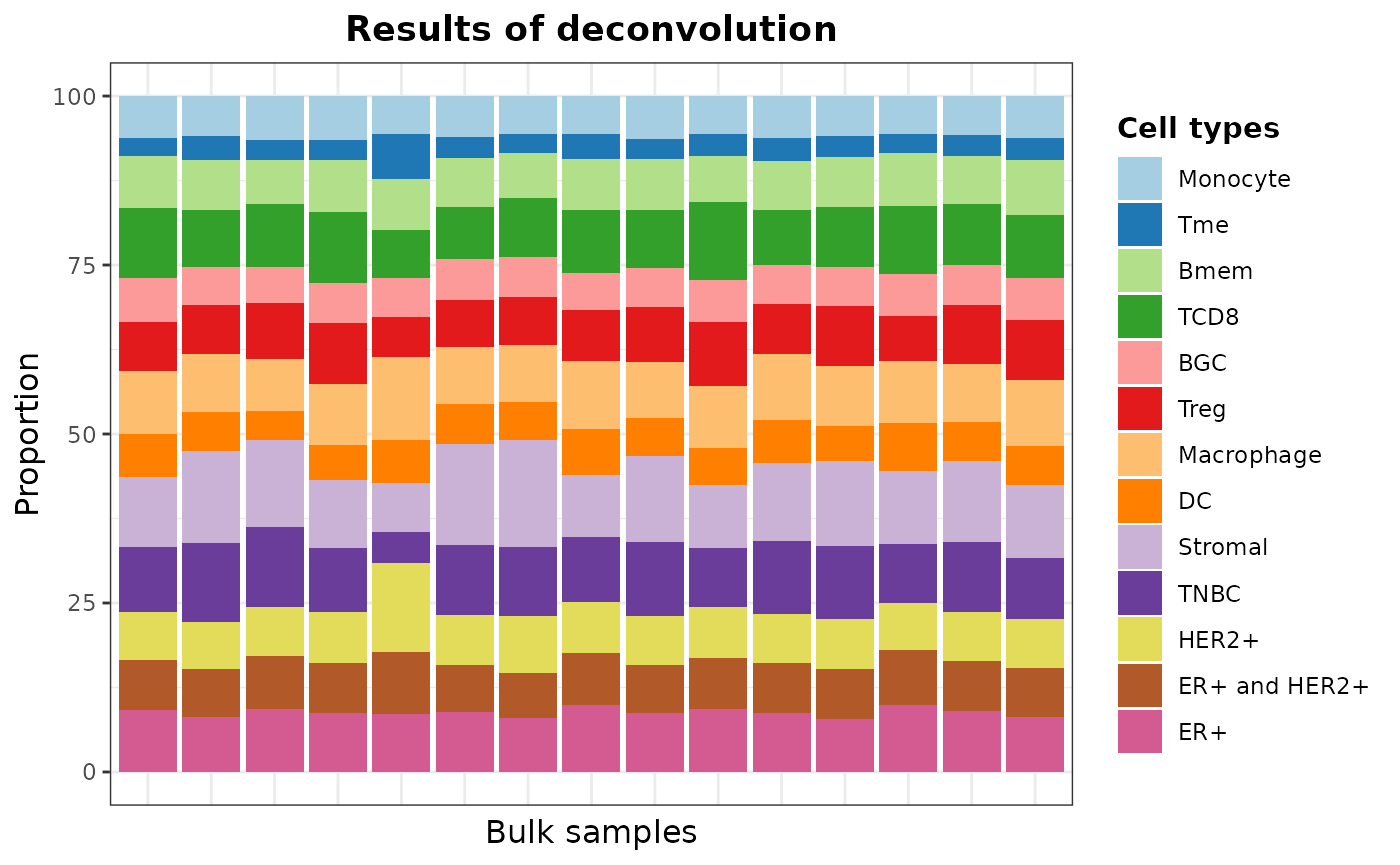 Results of deconvolution
100
75
50
25
0
Proportion
Bulk samples
Cell types
Monocyte
Tme
Bmem
TCD8
BGC
Treg
Macrophage
DC
Stromal
TNBC
HER2+
ER+ and HER2+
ER+